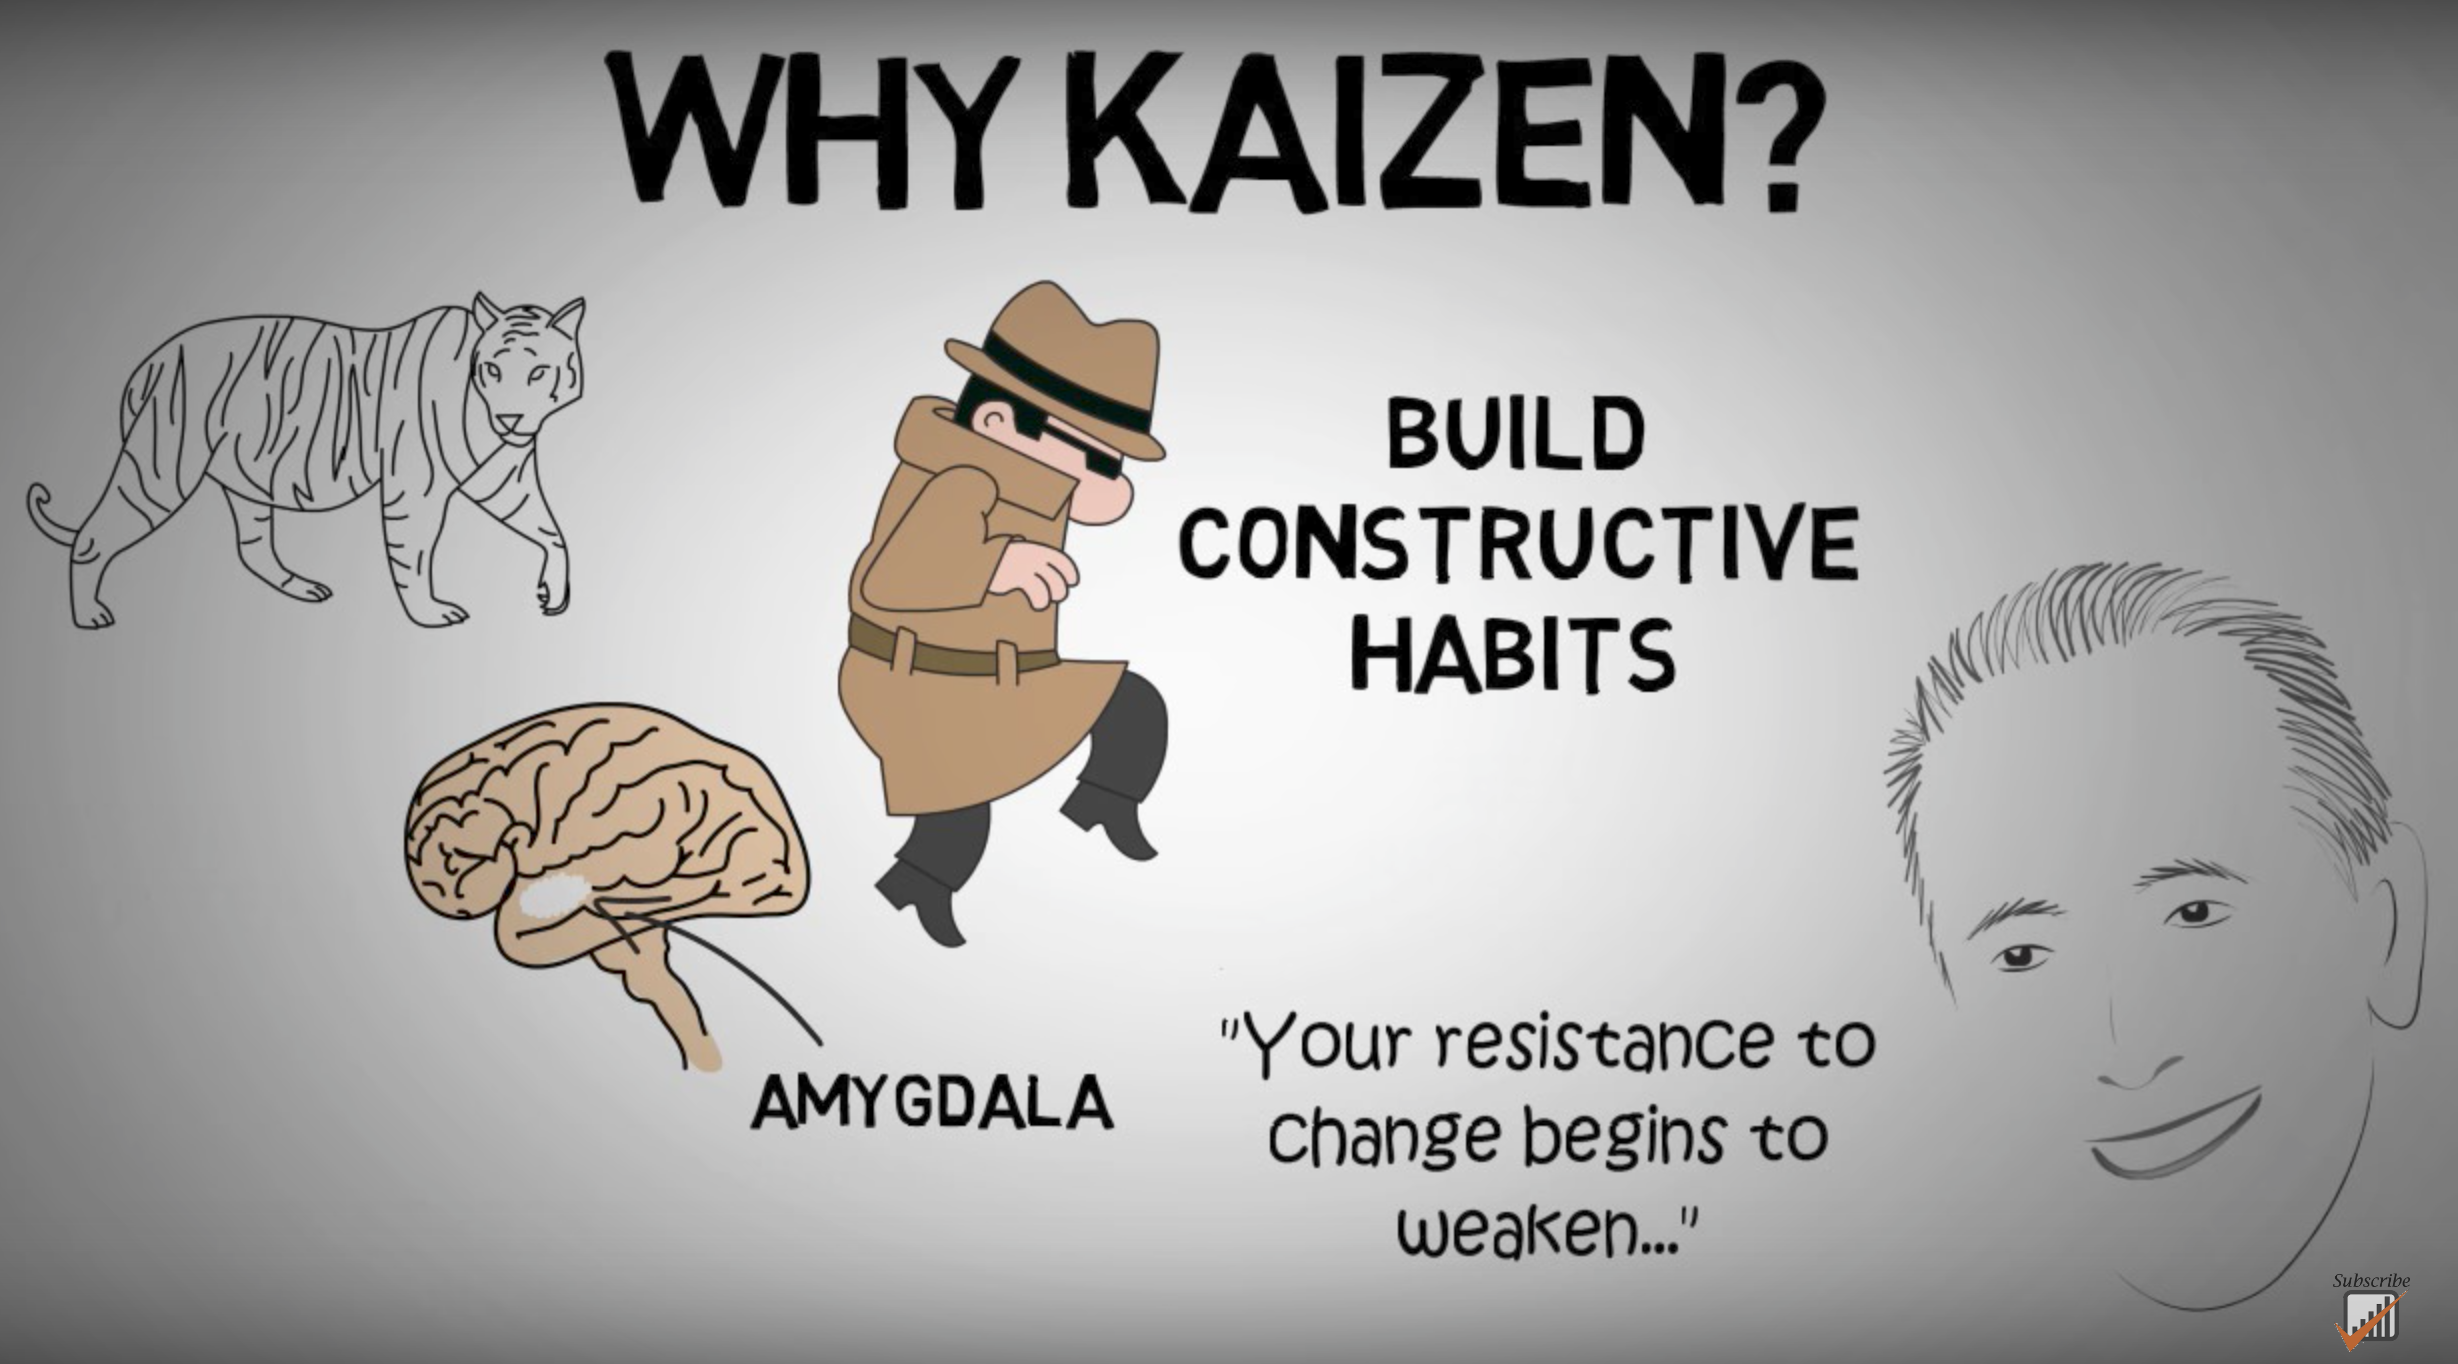 WHY KAIZEN?
BUILD
CONSTRUCTIVE
HABITS
AMYGDALA
"Your resistance to
change begins to
weaken..."
Subscribe